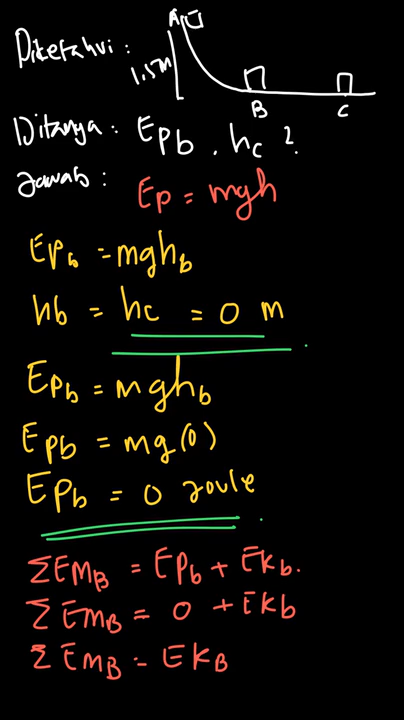 Diketahui :
A
1.5M
B
C
Ditanya : Epb . hc ?
Jawab : Ep = mgh
Epb = mghb
hb = hc = 0 m
Epb = mghb
Epb = mg(0)
Epb = 0 Joule
ΣEMB = Epb + Ekb.
ΣEMB = 0 + Ekb
ΣEMB = EKB